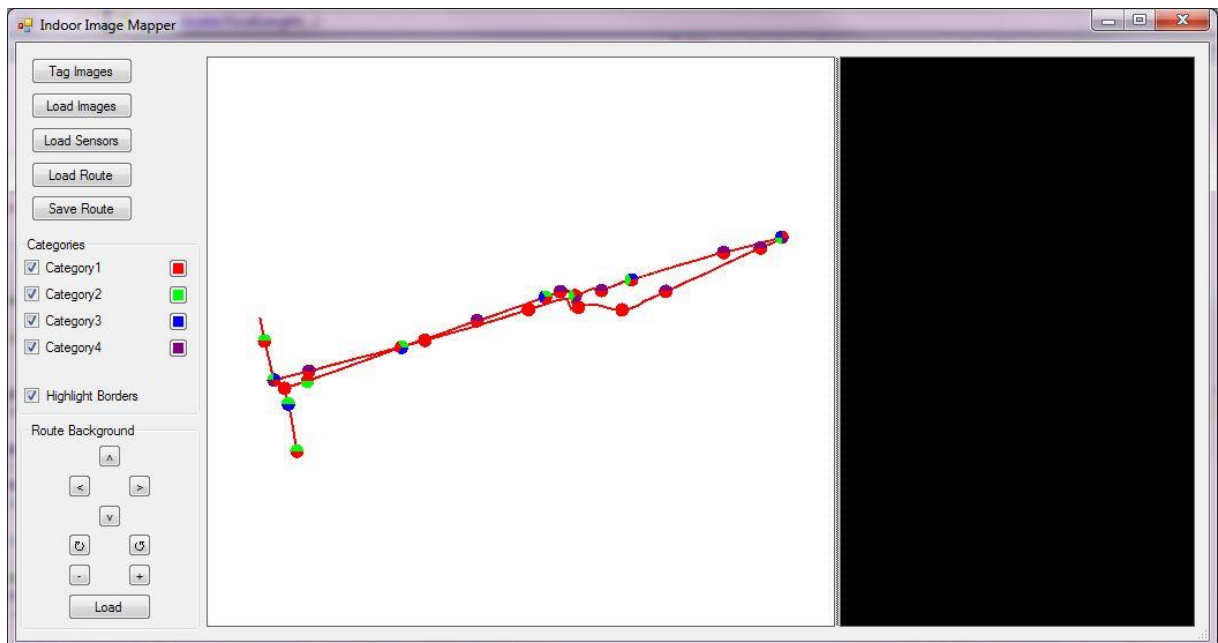 Indoor Image Mapper
Tag Images
Load Images
Load Sensors
Load Route
Save Route
Categories
Category1
Category2
Category3
Category4
Highlight Borders
Route Background
^
< >
v
↻ ↺
- +
Load